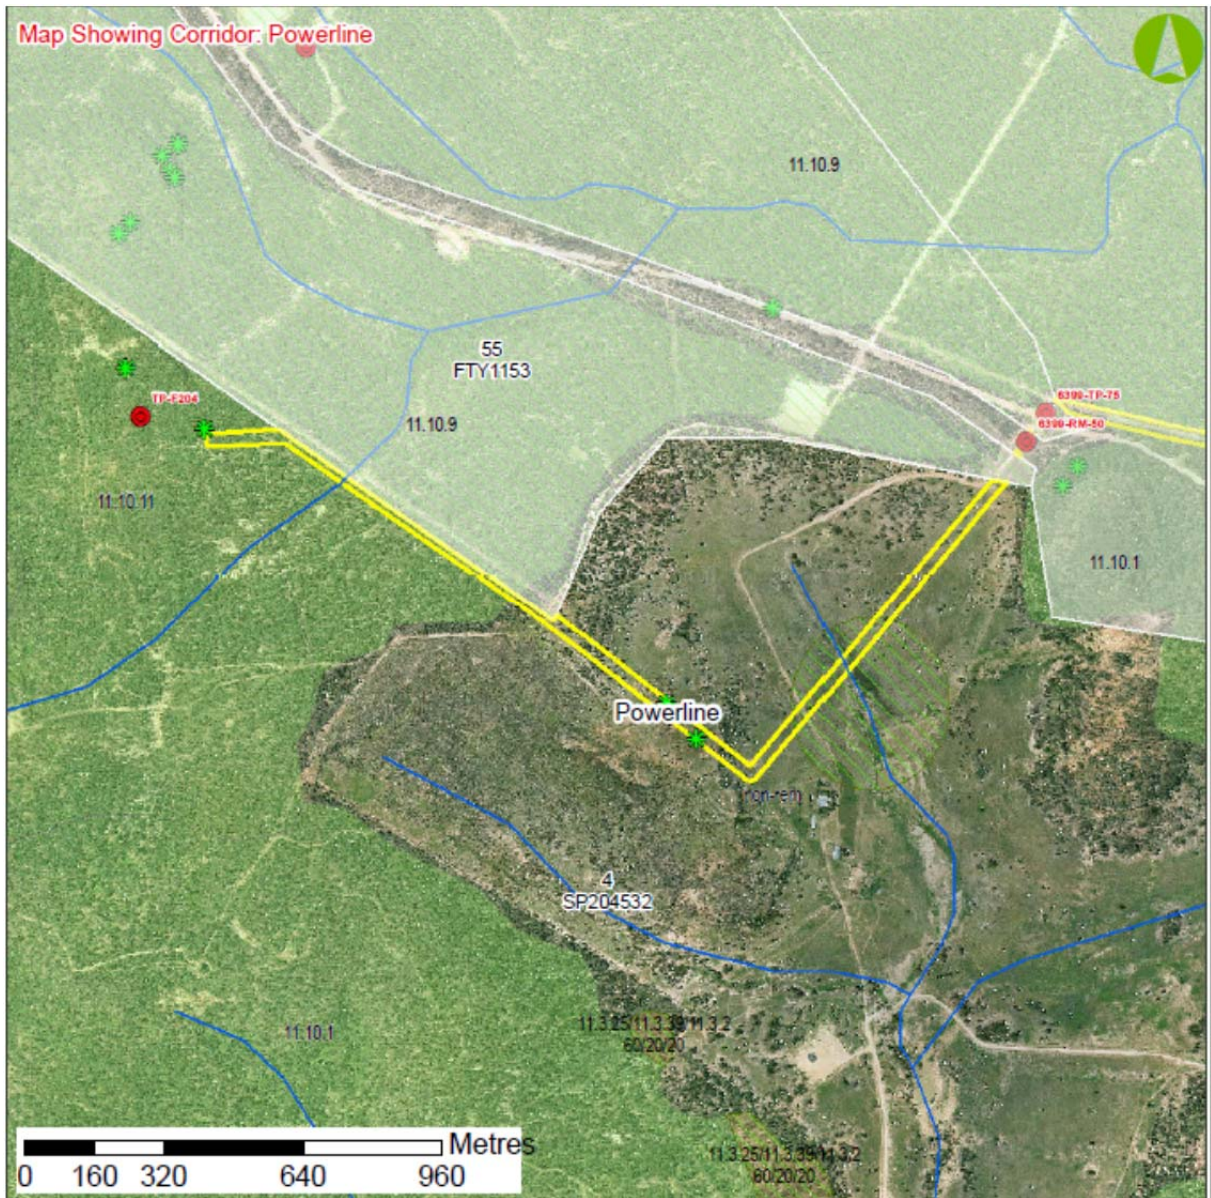 Map Showing Corridor: Powerline
11.10.9
55
FTY1153
6399-TP-75
TP-F204
11.10.9
6399-RM-50
11.10.11
11.10.1
Powerline
non-rem
4
SP204532
11.3.25/11.3.39/11.3.2
60/20/20
11.10.1
11.3.25/11.3.39/11.3.2
60/20/20
Metres
0 160 320 640 960